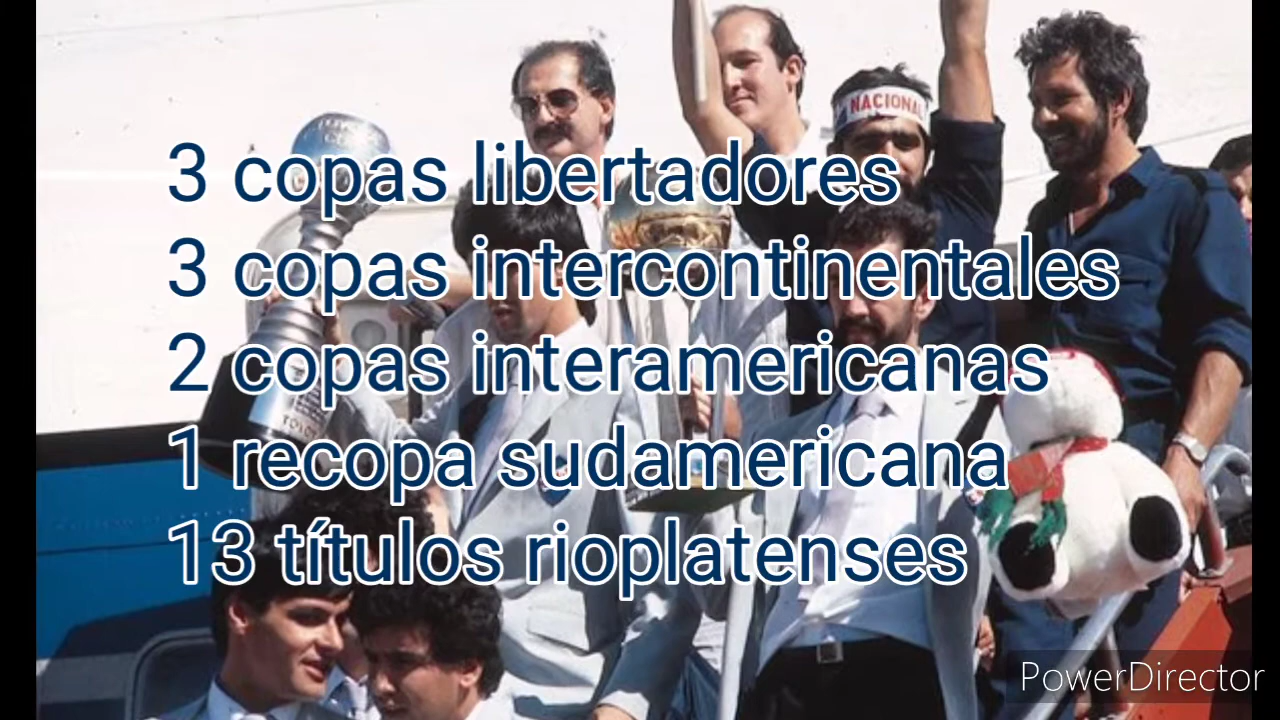 NACIONAL
3 copas libertadores
3 copas intercontinentales
2 copas interamericanas
1 recopa sudamericana
13 títulos rioplatenses
PowerDirector